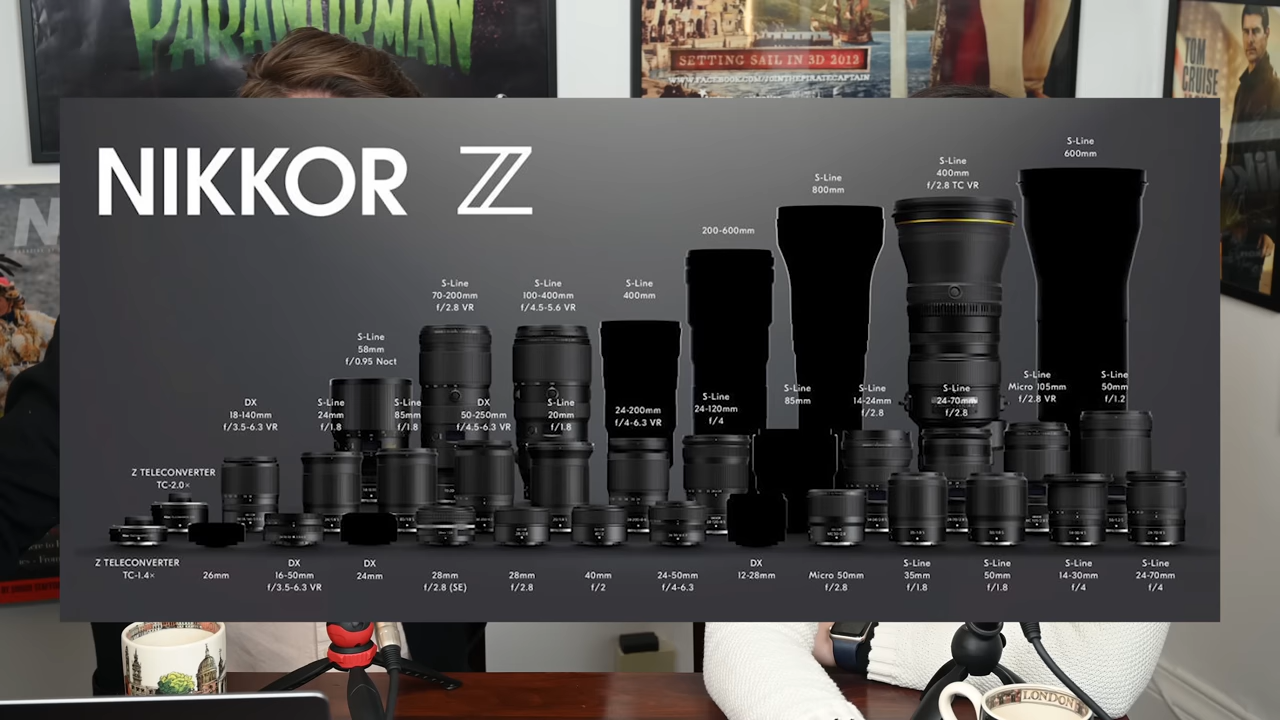 PARANORMAN
SETTING SAIL IN 3D 2013
WWW.FACEBOOK.COM/JOINTHEPIRATECAPTAIN
TOM
CRUISE
N
NIKKOR Z
S-Line
600mm
S-Line
400mm
f/2.8 TC VR
S-Line
800mm
200-600mm
S-Line
70-200mm
f/2.8 VR
S-Line
100-400mm
f/4.5-5.6 VR
S-Line
400mm
S-Line
58mm
f/0.95 Noct
DX
18-140mm
f/3.5-6.3 VR
S-Line
24mm
f/1.8
S-Line
85mm
f/1.8
DX
50-250mm
f/4.5-6.3 VR
S-Line
20mm
f/1.8
24-200mm
f/4-6.3 VR
S-Line
24-120mm
f/4
S-Line
85mm
S-Line
14-24mm
f/2.8
S-Line
24-70mm
f/2.8
S-Line
Micro 105mm
f/2.8 VR
S-Line
50mm
f/1.2
Z TELECONVERTER
TC-2.0×
Z TELECONVERTER
TC-1.4×
26mm
DX
16-50mm
f/3.5-6.3 VR
DX
24mm
28mm
f/2.8 (SE)
28mm
f/2.8
40mm
f/2
24-50mm
f/4-6.3
DX
12-28mm
Micro 50mm
f/2.8
S-Line
35mm
f/1.8
S-Line
50mm
f/1.8
S-Line
14-30mm
f/4
S-Line
24-70mm
f/4
LONDON